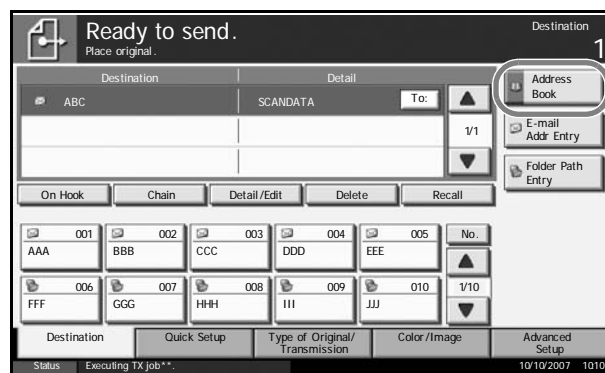 Ready to send.
Destination
Place original.
1
Destination Detail
ABC SCANDATA To:
1/1
Address
Book
E-mail
Addr Entry
Folder Path
Entry
On Hook Chain Detail/Edit Delete Recall
001 002 003 004 005 No.
AAA BBB CCC DDD EEE
006 007 008 009 010 1/10
FFF GGG HHH III JJJ
Destination Quick Setup Type of Original/
Transmission Color/Image Advanced
Setup
Status Executing TX job**. 10/10/2007 1010